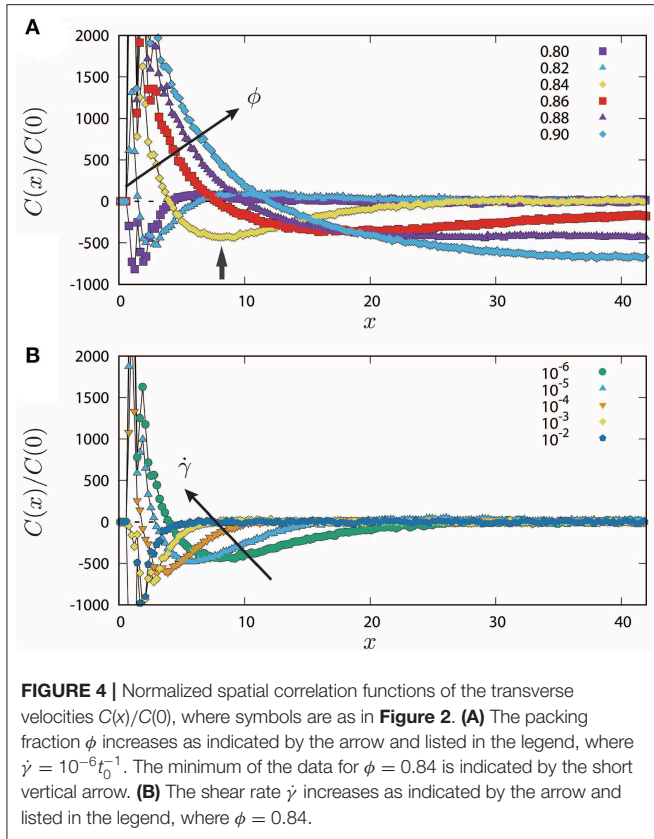 A
2000
1500
1000
500
0
-500
-1000
C(x)/C(0)
ϕ
0.80
0.82
0.84
0.86
0.88
0.90
0 10 20 30 40
x
B
2000
1500
1000
500
0
-500
-1000
C(x)/C(0)
γ̇
10⁻⁶
10⁻⁵
10⁻⁴
10⁻³
10⁻²
0 10 20 30 40
x
FIGURE 4 | Normalized spatial correlation functions of the transverse
velocities C(x)/C(0), where symbols are as in Figure 2. (A) The packing
fraction ϕ increases as indicated by the arrow and listed in the legend, where
γ̇ = 10⁻⁶t₀⁻¹. The minimum of the data for ϕ = 0.84 is indicated by the short
vertical arrow. (B) The shear rate γ̇ increases as indicated by the arrow and
listed in the legend, where ϕ = 0.84.